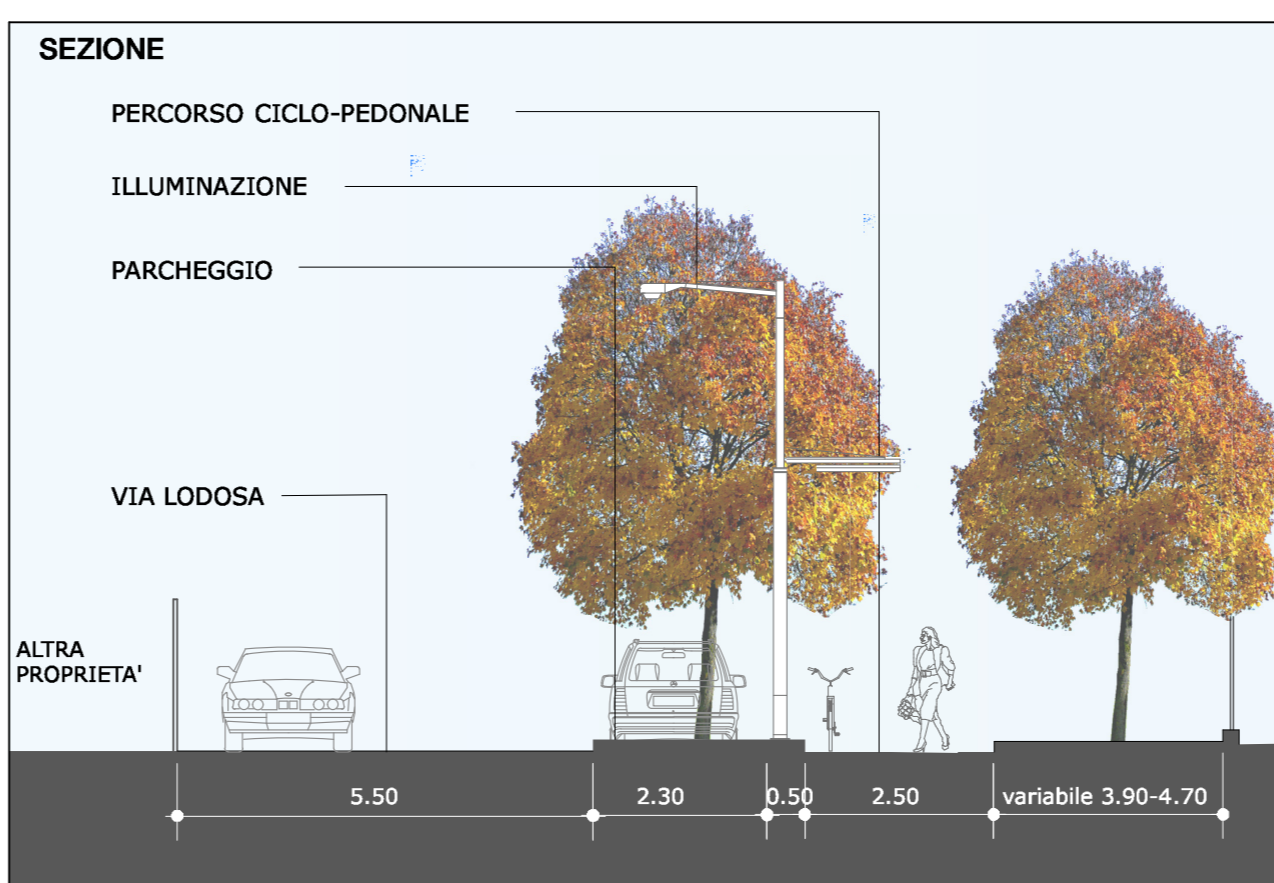 SEZIONE
PERCORSO CICLO-PEDONALE
ILLUMINAZIONE
PARCHEGGIO
VIA LODOSA
ALTRA
PROPRIETA'
5.50 2.30 0.50 2.50 variabile 3.90-4.70